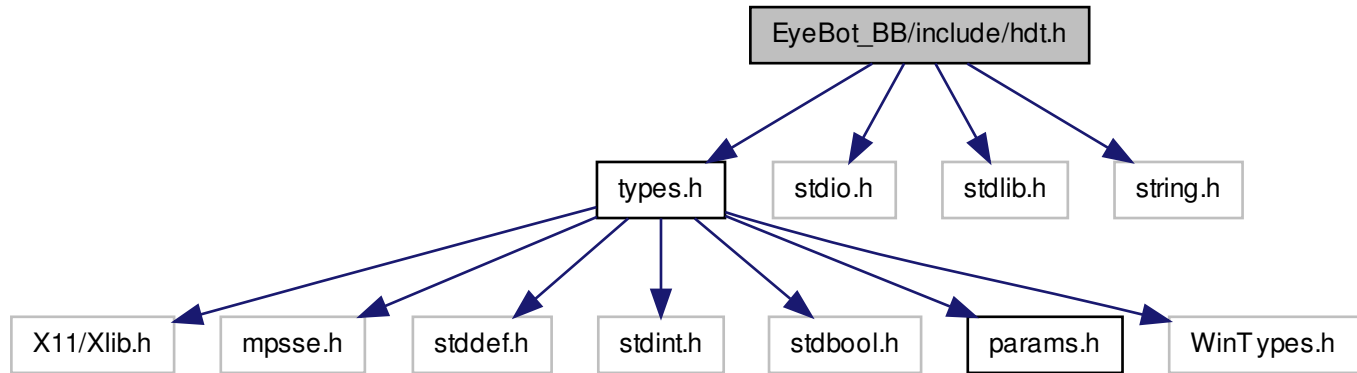 EyeBot_BB/include/hdt.h
types.h
stdio.h
stdlib.h
string.h
X11/Xlib.h
mpsse.h
stddef.h
stdint.h
stdbool.h
params.h
WinTypes.h